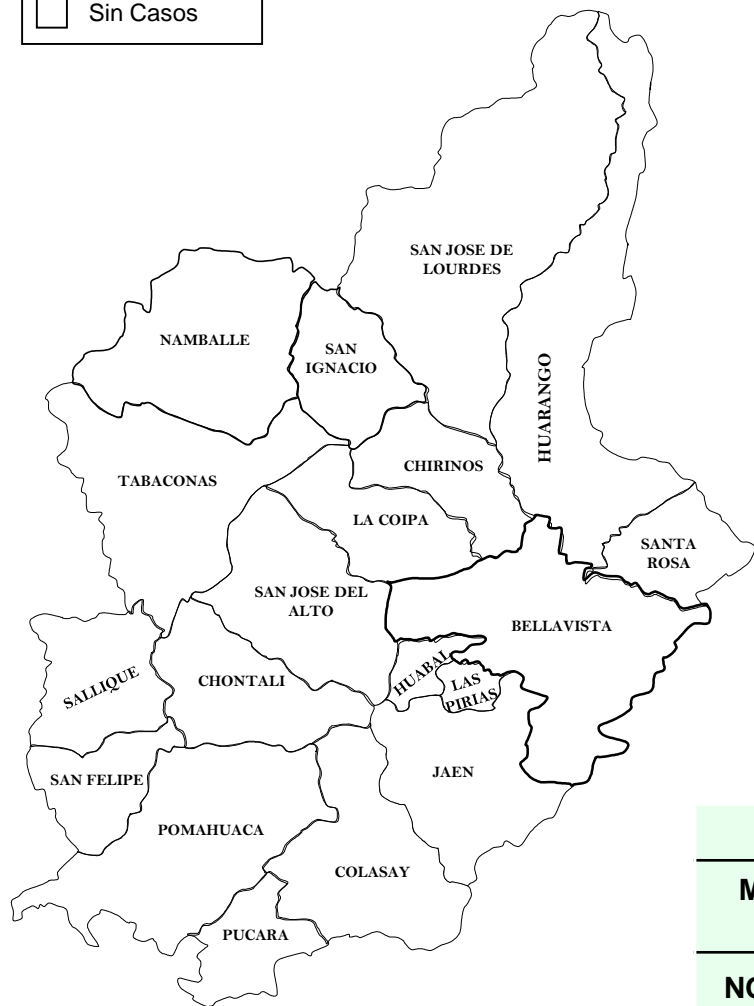 Sin Casos
SAN JOSE DE
LOURDES
NAMBALLE
SAN
IGNACIO
HUARANGO
CHIRINOS
TABACONAS
LA COIPA
SANTA
ROSA
SAN JOSE DEL
ALTO
BELLAVISTA
HUABAL
LAS
PIRIAS
SALLIQUE
CHONTALI
SAN FELIPE
JAEN
POMAHUACA
COLASAY
PUCARA
M
NO